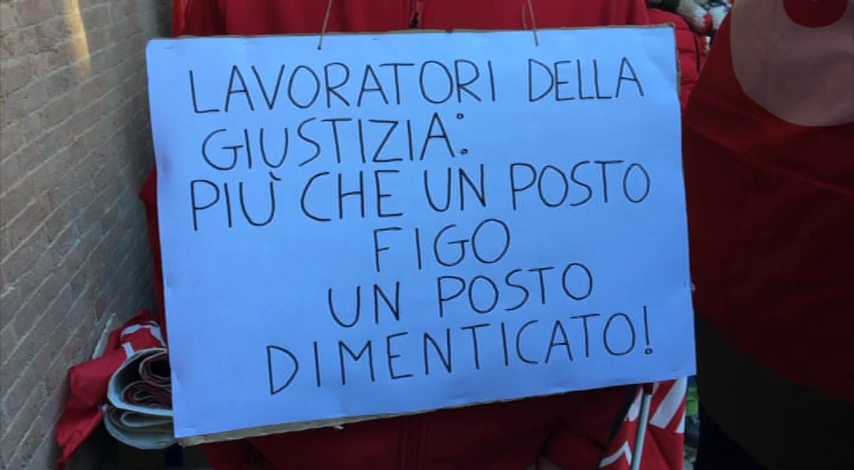 LAVORATORI DELLA
GIUSTIZIA:
PIÙ CHE UN POSTO
FIGO
UN POSTO
DIMENTICATO!